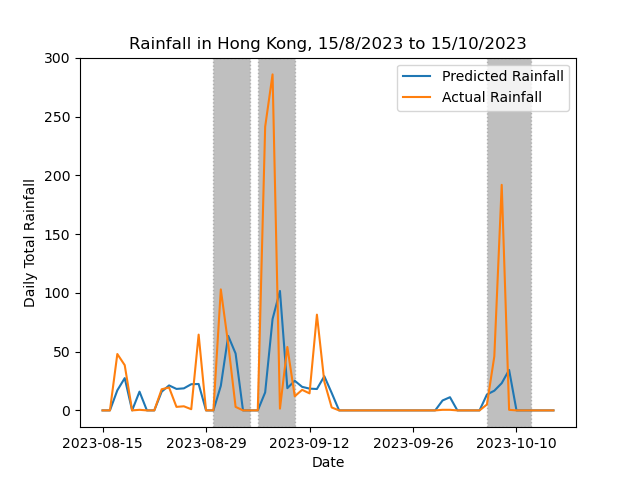 Rainfall in Hong Kong, 15/8/2023 to 15/10/2023
300
250
200
150
100
50
0
Daily Total Rainfall
Predicted Rainfall
Actual Rainfall
2023-08-15 2023-08-29 2023-09-12 2023-09-26 2023-10-10
Date